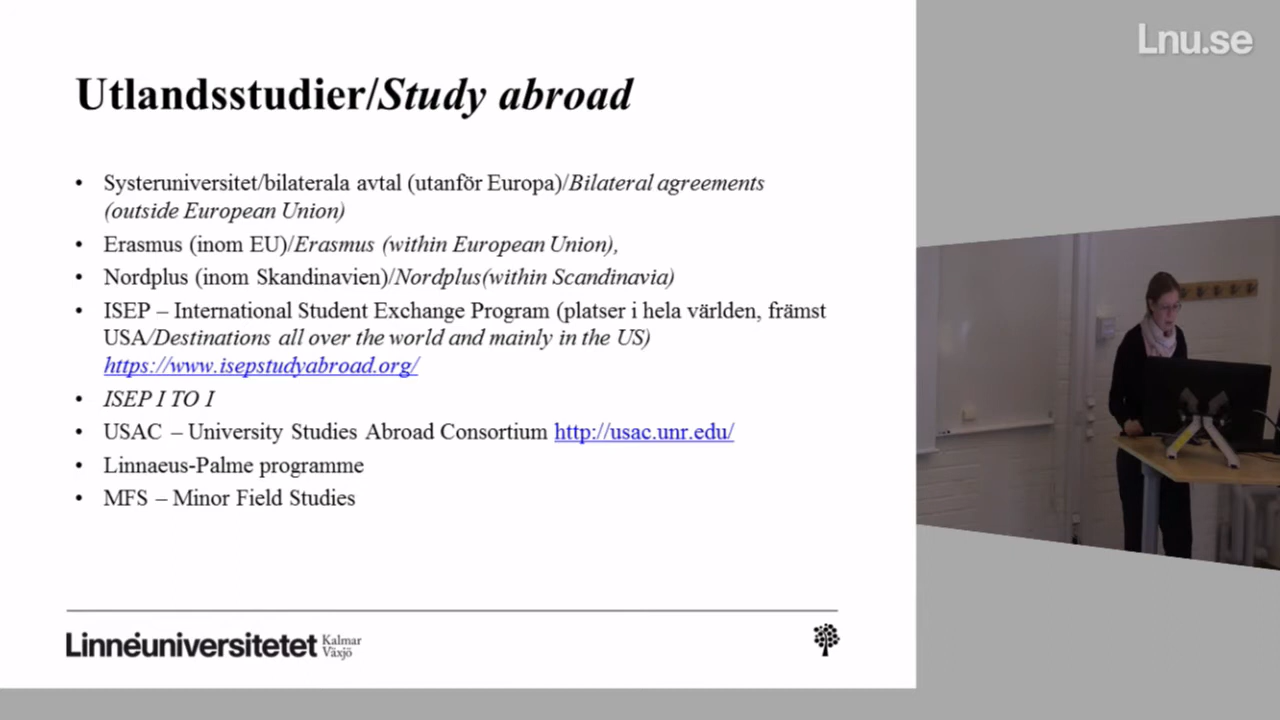 Lnu.se
Utlandsstudier/Study abroad
• Systeruniversitet/bilaterala avtal (utanför Europa)/Bilateral agreements
(outside European Union)
• Erasmus (inom EU)/Erasmus (within European Union),
• Nordplus (inom Skandinavien)/Nordplus(within Scandinavia)
• ISEP – International Student Exchange Program (platser i hela världen, främst
USA/Destinations all over the world and mainly in the US)
https://www.isepstudyabroad.org/
• ISEP I TO I
• USAC – University Studies Abroad Consortium http://usac.unr.edu/
• Linnaeus-Palme programme
• MFS – Minor Field Studies
Linnéuniversitetet Kalmar
Växjö